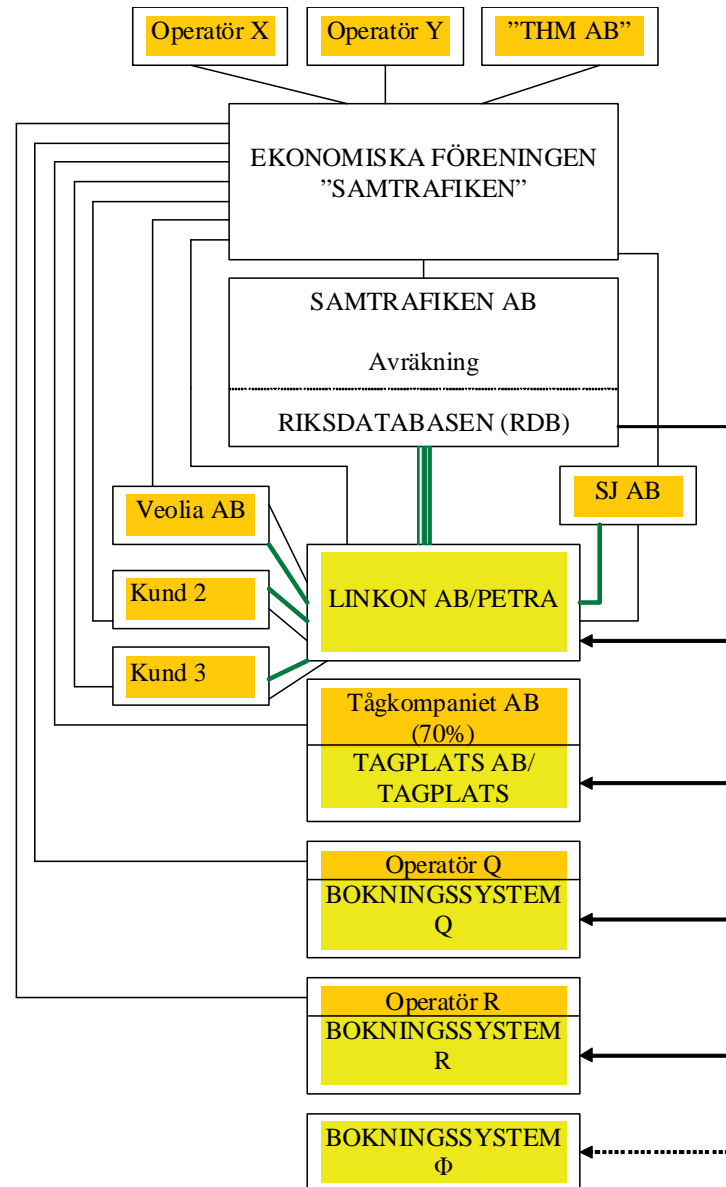 Operatör X
Operatör Y
”THM AB”
EKONOMISKA FÖRENINGEN
”SAMTRAFIKEN”
SAMTRAFIKEN AB
Avräkning
RIKSDATABASEN (RDB)
Veolia AB
SJ AB
Kund 2
LINKON AB/PETRA
Kund 3
Tågkompaniet AB
(70%)
TAGPLATS AB/
TAGPLATS
Operatör Q
BOKNINGSSYSTEM
Q
Operatör R
BOKNINGSSYSTEM
R
BOKNINGSSYSTEM
Φ